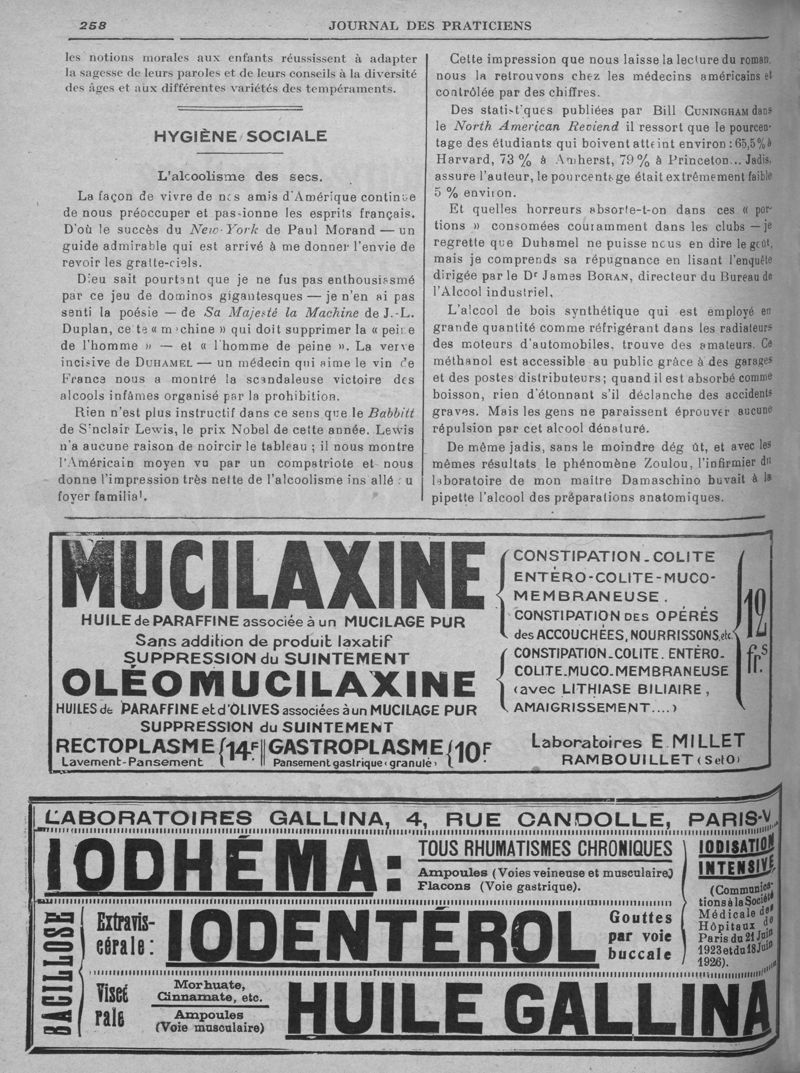 258
JOURNAL DES PRATICIENS
les notions morales aux enfants réussissent à adapter
la sagesse de leurs paroles et de leurs conseils à la diversité
des âges et aux différentes variétés des tempéraments.
HYGIÈNE SOCIALE
L'alcoolisme des secs.
La façon de vivre de nos amis d'Amérique continue
de nous préoccuper et passionne les esprits français.
D'où le succès du New-York de Paul Morand — un
guide admirable qui est arrivé à me donner l'envie de
revoir les gratte-ciels.
Dieu sait pourtant que je ne fus pas enthousiasmé
par ce jeu de dominos gigantesques — je n'en ai pas
senti la poésie — de Sa Majesté la Machine de J.-L.
Duplan, cette « machine » qui doit supprimer la « peine
de l'homme » — et « l'homme de peine ». La verve
incisive de DUHAMEL — un médecin qui aime le vin de
France nous a montré la scandaleuse victoire des
alcools infâmes organisé par la prohibition.
Rien n'est plus instructif dans ce sens que le Babbitt
de S'nclair Lewis, le prix Nobel de cette année. Lewis
n'a aucune raison de noircir le tableau ; il nous montre
l'Américain moyen vu par un compatriote et nous
donne l'impression très nette de l'alcoolisme ins allé : u
foyer familial.
Cette impression que nous laisse la lecture du roman,
nous la retrouvons chez les médecins américains et
contrôlée par des chiffres.
Des statist'ques publiées par Bill CUNINGHAM dans
le North American Reviend il ressort que le pourcen-
tage des étudiants qui boivent atteint environ : 65,5 % à
Harvard, 73 % à Amherst, 79 % à Princeton... Jadis,
assure l'auteur, le pourcentage était extrêmement faible
5 % environ.
Et quelles horreurs absorbe-t-on dans ces « por-
tions » consomées couramment dans les clubs — je
regrette que Duhamel ne puisse nous en dire le goût,
mais je comprends sa répugnance en lisant l'enquête
dirigée par le Dr James BORAN, directeur du Bureau de
l'Alcool industriel.
L'alcool de bois synthétique qui est employé en
grande quantité comme réfrigérant dans les radiateurs
des moteurs d'automobiles, trouve des amateurs. Ce
méthanol est accessible au public grâce à des garages
et des postes distributeurs ; quand il est absorbé comme
boisson, rien d'étonnant s'il déclanche des accidents
graves. Mais les gens ne paraissent éprouver aucune
répulsion par cet alcool dénaturé.
De même jadis, sans le moindre dég ût, et avec les
mêmes résultats le phénomène Zoulou, l'infirmier du
laboratoire de mon maitre Damaschino buvait à la
pipette l'alcool des préparations anatomiques.
MUCILAXINE
HUILE de PARAFFINE associée à un MUCILAGE PUR
Sans addition de produit laxatif
SUPPRESSION du SUINTEMENT
OLÉOMUCILAXINE
HUILES de PARAFFINE et d'OLIVES associées à un MUCILAGE PUR
SUPPRESSION du SUINTEMENT
RECTOPLASME {14.F
Lavement-Pansement
GASTROPLASME {10F
Pansement gastrique (granulé)
CONSTIPATION_COLITE
ENTÉRO-COLITE-MUCO-
MEMBRANEUSE.
CONSTIPATION DES OPÉRÉS
des ACCOUCHÉES, NOURRISSONS, etc.
CONSTIPATION_COLITE. ENTÉRO-
COLITE_MUCO_MEMBRANEUSE
(avec LITHIASE BILIAIRE,
AMAIGRISSEMENT....)
12 frs
Laboratoires E. MILLET
RAMBOUILLET (S et O)
LABORATOIRES GALLINA, 4, RUE CANDOLLE, PARIS-V
IODHÉMA:
TOUS RHUMATISMES CHRONIQUES
Ampoules (Voies veineuse et musculaire)
Flacons (Voie gastrique).
IODISATION
INTENSIVE
(Communica-
tions à la Société
Médicale des
Hôpitaux de
Paris du 21 Juin
1923 et du 18 Juin
1926).
BACILLOSE
Extravis-
cérale:
IODENTÉROL
Gouttes
par voie
buccale
Viscé
rale
Morhuate,
Cinnamate, etc.
Ampoules
(Voie musculaire)
HUILE GALLINA